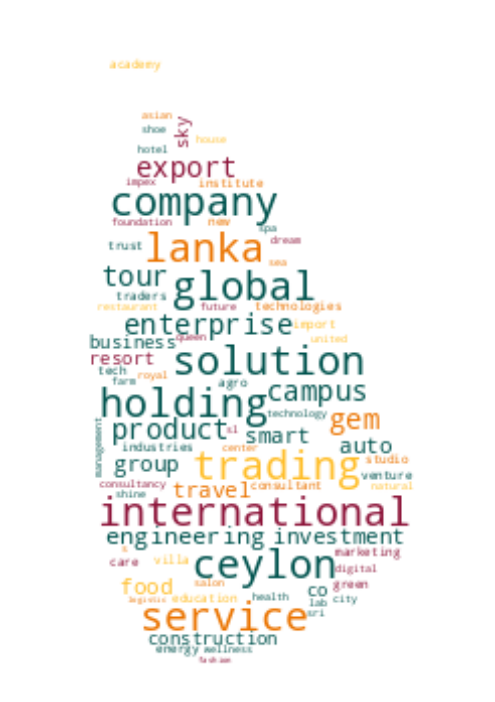 academy
asian
shoe
sky
house
hotel
export
impex institute
company
foundation new
spa
trust lanka dream
sea
tour global
traders
restaurant future technologies
enterprise import
business queen united
resort solution
tech royal
farm agro campus
holding technology
product sl smart gem
management industries center auto
group trading studio
venture
consultancy travel consultant natural
shine
international
engineering investment
s marketing
care villa ceylon digital
food salon green
logistic education health co city
lab
service sri
construction
energy wellness
fashion